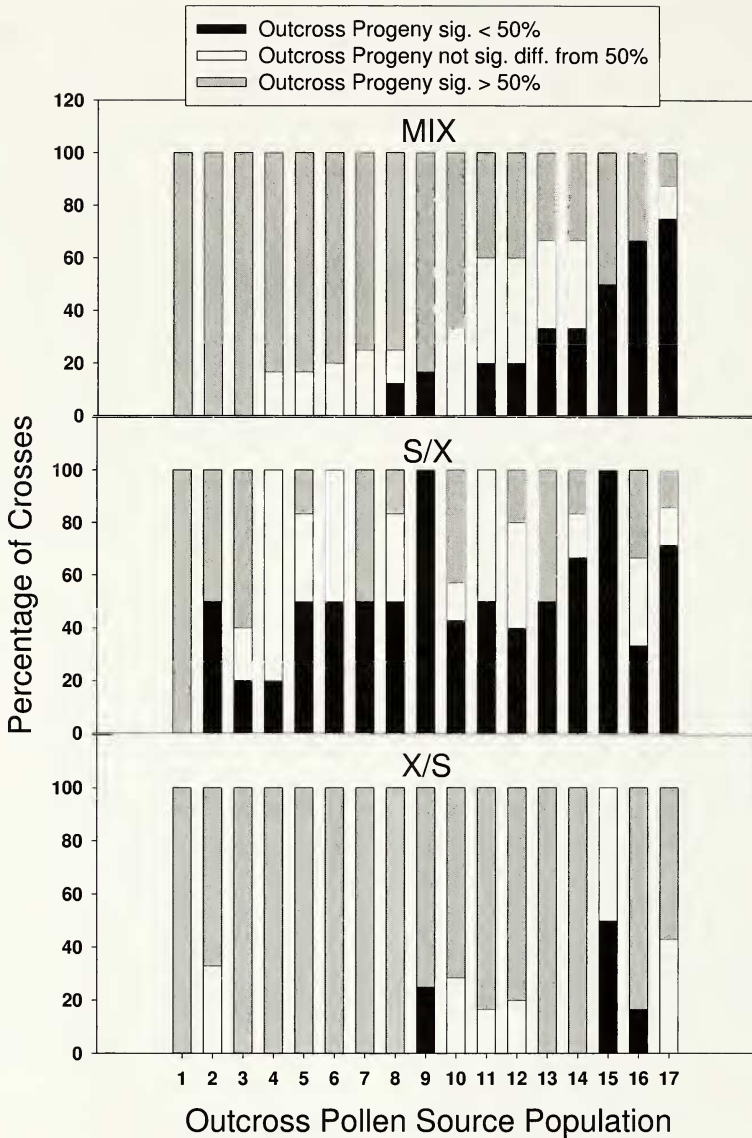 Outcross Progeny sig. < 50%
Outcross Progeny not sig. diff. from 50%
Outcross Progeny sig. > 50%
120
MIX
100
80
60
40
20
0
S/X
100
80
60
40
20
0
X/S
100
80
60
40
20
0
Percentage of Crosses
1 2 3 4 5 6 7 8 9 10 11 12 13 14 15 16 17
Outcross Pollen Source Population